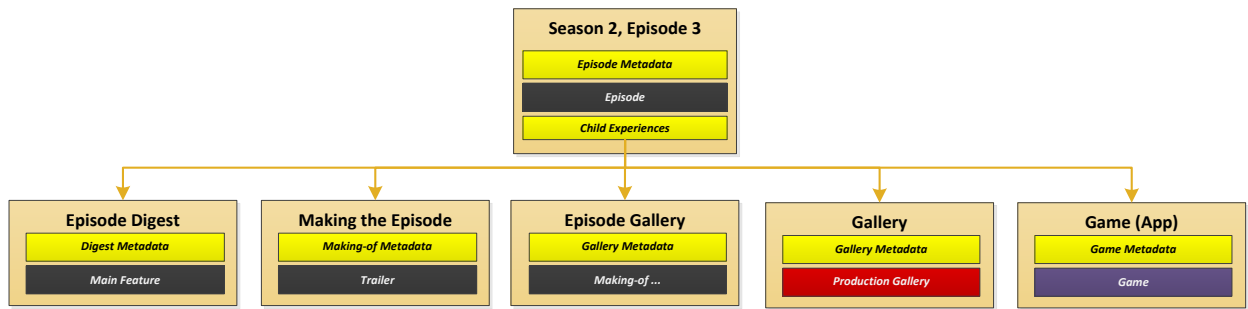 Season 2, Episode 3
Episode Metadata
Episode
Child Experiences
Episode Digest
Digest Metadata
Main Feature
Making the Episode
Making-of Metadata
Trailer
Episode Gallery
Gallery Metadata
Making-of ...
Gallery
Gallery Metadata
Production Gallery
Game (App)
Game Metadata
Game